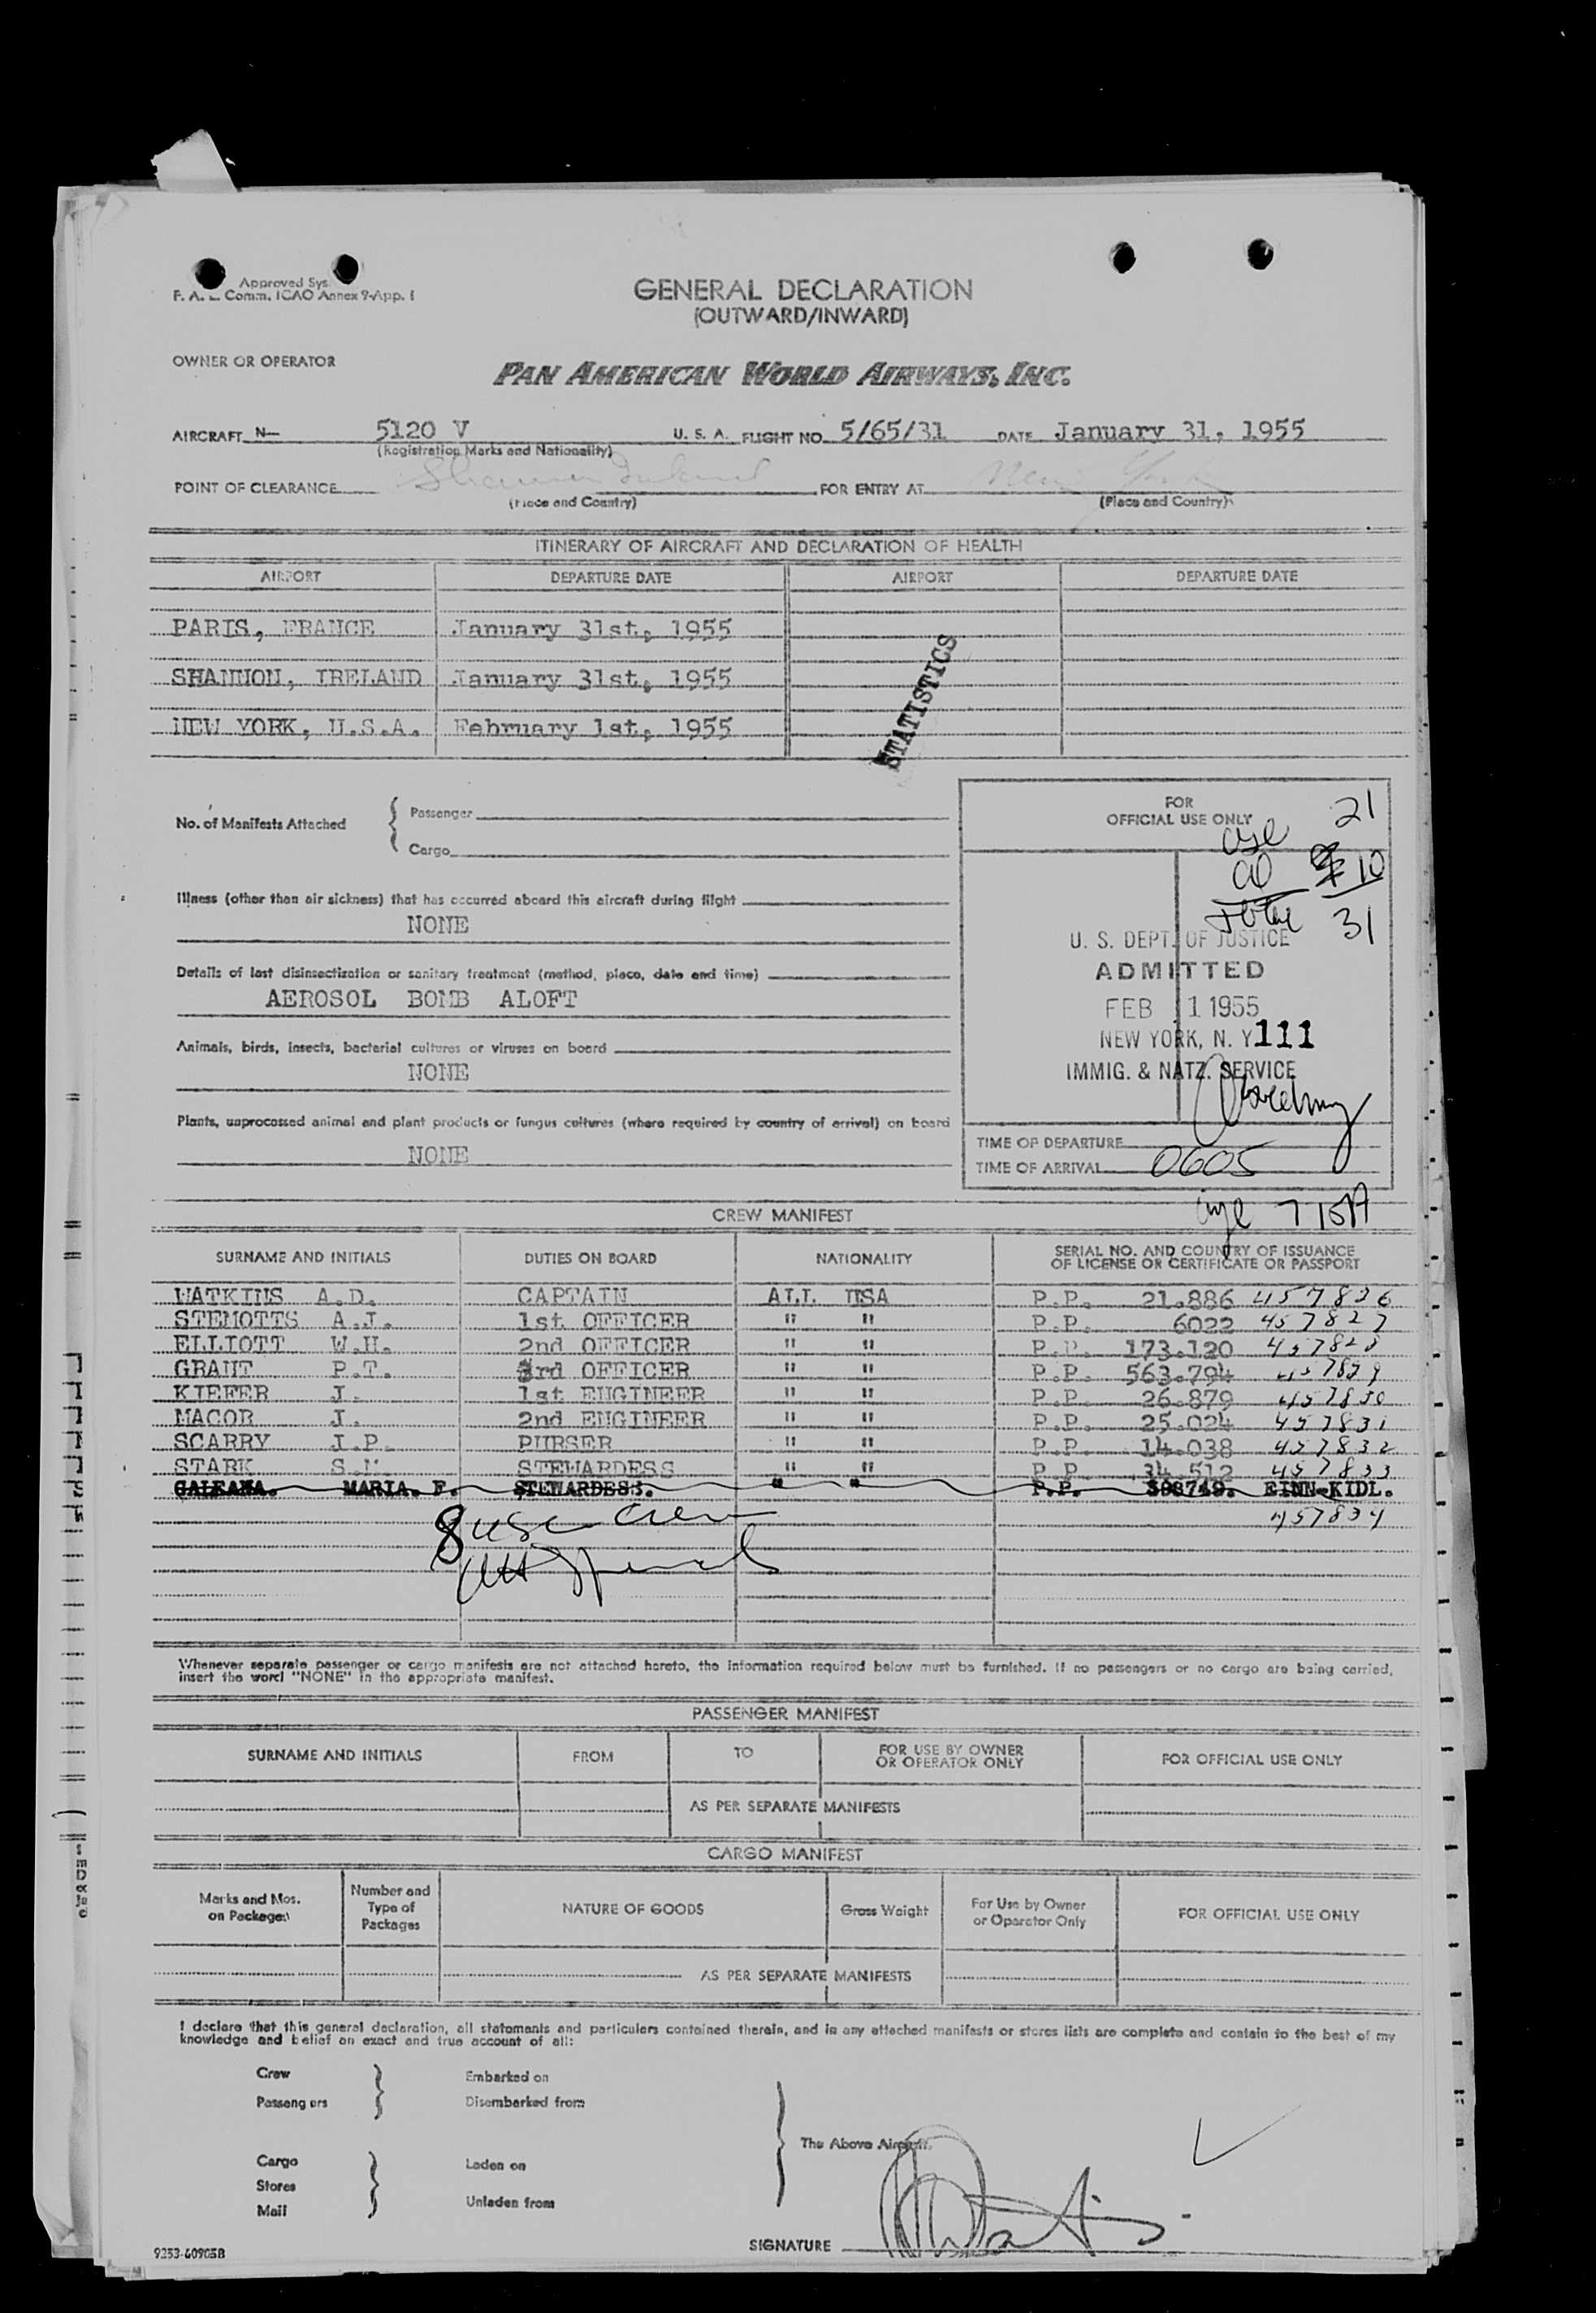 Approved Sys.
F. A. L. Comm. ICAO Annex 9-App. 1
GENERAL DECLARATION
(OUTWARD/INWARD)
OWNER OR OPERATOR
PAN AMERICAN WORLD AIRWAYS, INC.
AIRCRAFT N— 5120 V U. S. A. FLIGHT NO. 5/65/31 DATE January 31, 1955
(Registration Marks and Nationality)
POINT OF CLEARANCE Shannon Ireland FOR ENTRY AT New York
(Place and Country) (Place and Country)
ITINERARY OF AIRCRAFT AND DECLARATION OF HEALTH
AIRPORT DEPARTURE DATE AIRPORT DEPARTURE DATE
PARIS, FRANCE January 31st, 1955
SHANNON, IRELAND January 31st, 1955
NEW YORK, U.S.A. February 1st, 1955
STATISTICS
No. of Manifests Attached { Passenger
Cargo
FOR
OFFICIAL USE ONLY
21
10
31
Illness (other than air sickness) that has occurred aboard this aircraft during flight
NONE
Details of last disinsectization or sanitary treatment (method, place, date and time)
AEROSOL BOMB ALOFT
Animals, birds, insects, bacterial cultures or viruses on board
NONE
Plants, unprocessed animal and plant products or fungus cultures (where required by country of arrival) on board
NONE
U. S. DEPT. OF JUSTICE
ADMITTED
FEB 1 1955
NEW YORK, N. Y. 111
IMMIG. & NATZ. SERVICE
TIME OF DEPARTURE
TIME OF ARRIVAL 0605
CREW MANIFEST
SURNAME AND INITIALS DUTIES ON BOARD NATIONALITY SERIAL NO. AND COUNTRY OF ISSUANCE
OF LICENSE OR CERTIFICATE OR PASSPORT
WATKINS A.D. CAPTAIN ALL USA P.P. 21.886 457826
STEMOTTS A.J. 1st OFFICER " " P.P. 6022 457827
ELLIOTT W.H. 2nd OFFICER " " P.P. 173.120 457828
GRANT P.T. 3rd OFFICER " " P.P. 563.794 457829
KIEFER J. 1st ENGINEER " " P.P. 26.879 457830
MACOR J. 2nd ENGINEER " " P.P. 25.024 457831
SCARRY J.P. PURSER " " P.P. 14.038 457832
STARK S.M. STEWARDESS " " P.P. 34.512 457833
GALEANA. MARIA. F. STEWARDESS. " " P.P. 398749. FINN-KIDL.
457834
8 USC crew
Whenever separate passenger or cargo manifests are not attached hereto, the information required below must be furnished. If no passengers or no cargo are being carried,
insert the word "NONE" in the appropriate manifest.
PASSENGER MANIFEST
SURNAME AND INITIALS FROM TO FOR USE BY OWNER
OR OPERATOR ONLY FOR OFFICIAL USE ONLY
AS PER SEPARATE MANIFESTS
CARGO MANIFEST
Marks and Nos.
on Packages Number and
Type of
Packages NATURE OF GOODS Gross Weight For Use by Owner
or Operator Only FOR OFFICIAL USE ONLY
AS PER SEPARATE MANIFESTS
I declare that this general declaration, all statements and particulars contained therein, and in any attached manifests or stores lists are complete and contain to the best of my
knowledge and belief an exact and true account of all:
Crew Embarked on
Passengers Disembarked from
The Above Aircraft.
Cargo Laden on
Stores
Mail Unladen from
SIGNATURE
9253-60905B